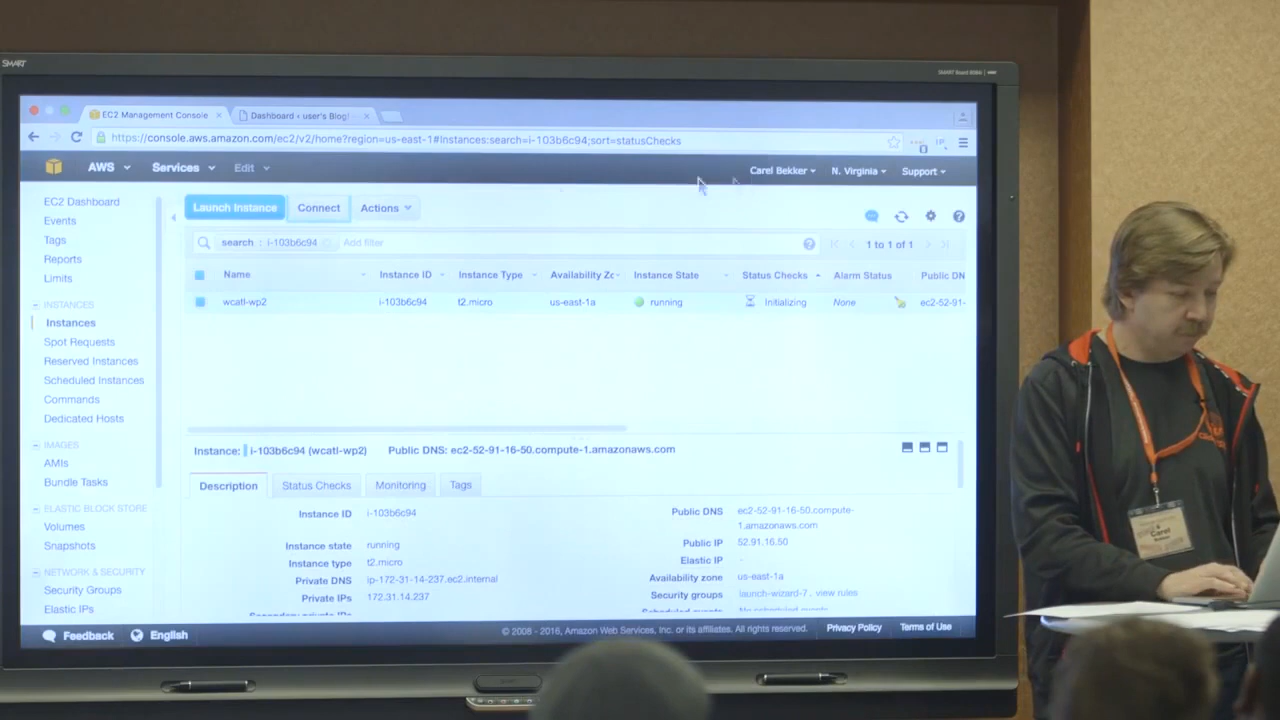 SMART
EC2 Management Console
Dashboard ‹ user's Blog!
https://console.aws.amazon.com/ec2/v2/home?region=us-east-1#Instances:search=i-103b6c94;sort=statusChecks
AWS Services Edit Carel Bekker N. Virginia Support
EC2 Dashboard
Events
Tags
Reports
Limits
INSTANCES
Instances
Spot Requests
Reserved Instances
Scheduled Instances
Commands
Dedicated Hosts
IMAGES
AMIs
Bundle Tasks
ELASTIC BLOCK STORE
Volumes
Snapshots
NETWORK & SECURITY
Security Groups
Elastic IPs
Launch Instance Connect Actions
search : i-103b6c94 Add filter 1 to 1 of 1
Name Instance ID Instance Type Availability Zc Instance State Status Checks Alarm Status Public DN
wcatl-wp2 i-103b6c94 t2.micro us-east-1a running Initializing None ec2-52-91-
Instance: i-103b6c94 (wcatl-wp2) Public DNS: ec2-52-91-16-50.compute-1.amazonaws.com
Description Status Checks Monitoring Tags
Instance ID i-103b6c94
Instance state running
Instance type t2.micro
Private DNS ip-172-31-14-237.ec2.internal
Private IPs 172.31.14.237
Public DNS ec2-52-91-16-50.compute-
1.amazonaws.com
Public IP 52.91.16.50
Elastic IP -
Availability zone us-east-1a
Security groups launch-wizard-7 . view rules
Feedback English © 2008 - 2016, Amazon Web Services, Inc. or its affiliates. All rights reserved. Privacy Policy Terms of Use
Carel